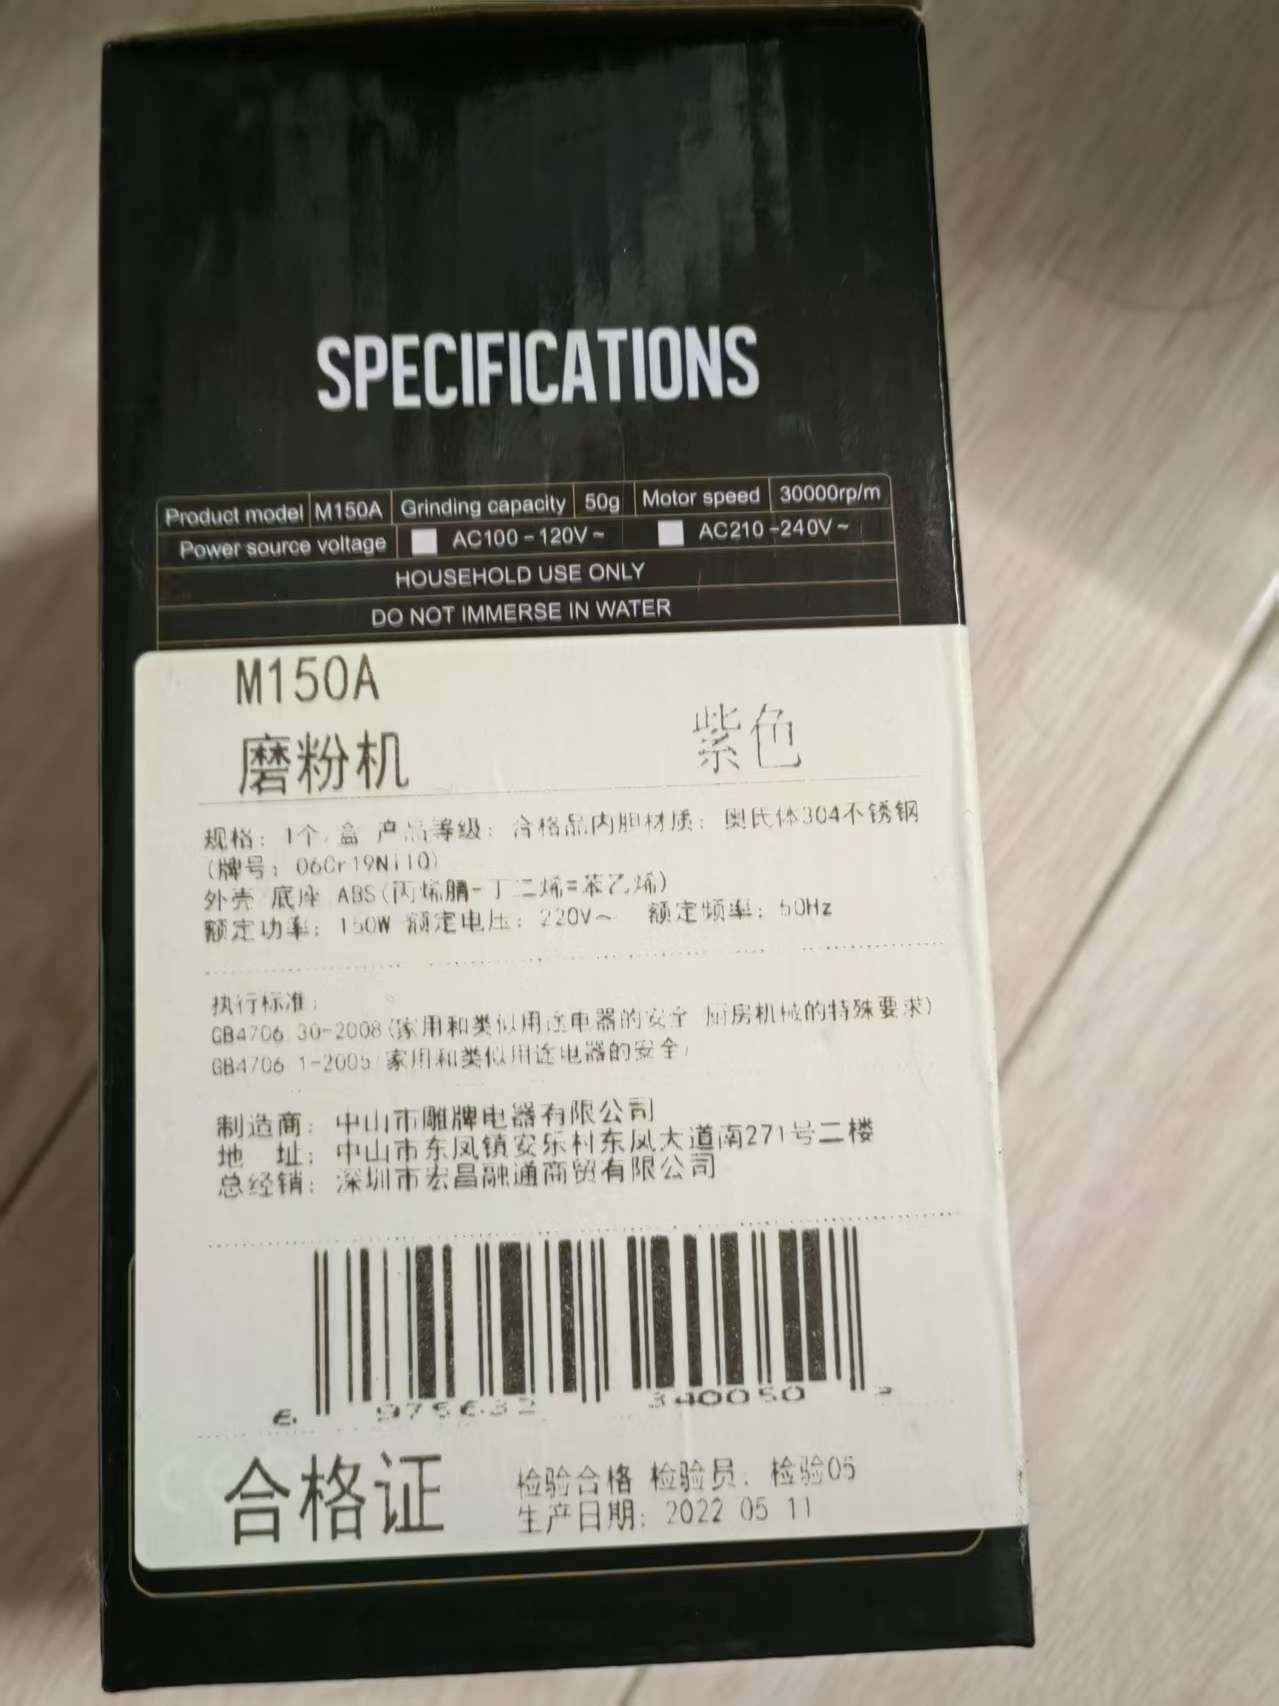 SPECIFICATIONS
Product model M150A Grinding capacity 50g Motor speed 30000rp/m
Power source voltage AC100-120V~ AC210-240V~
HOUSEHOLD USE ONLY
DO NOT IMMERSE IN WATER
M150A
磨粉机 紫色
规格: 1个/盒 产品等级: 合格品内胆材质: 奥氏体304不锈钢
(牌号: 06Cr19Ni10)
外壳 底座 ABS(丙烯腈-丁二烯=苯乙烯)
额定功率: 150W 额定电压: 220V~ 额定频率: 50Hz
执行标准:
GB4706 30-2008(家用和类似用途电器的安全 厨房机械的特殊要求)
GB4706 1-2005(家用和类似用途电器的安全)
制造商: 中山市雕牌电器有限公司
地 址: 中山市东凤镇安乐村东凤大道南271号二楼
总经销: 深圳市宏昌融通商贸有限公司
6 975632 340050
合格证
检验合格 检验员: 检验05
生产日期: 2022 05 11